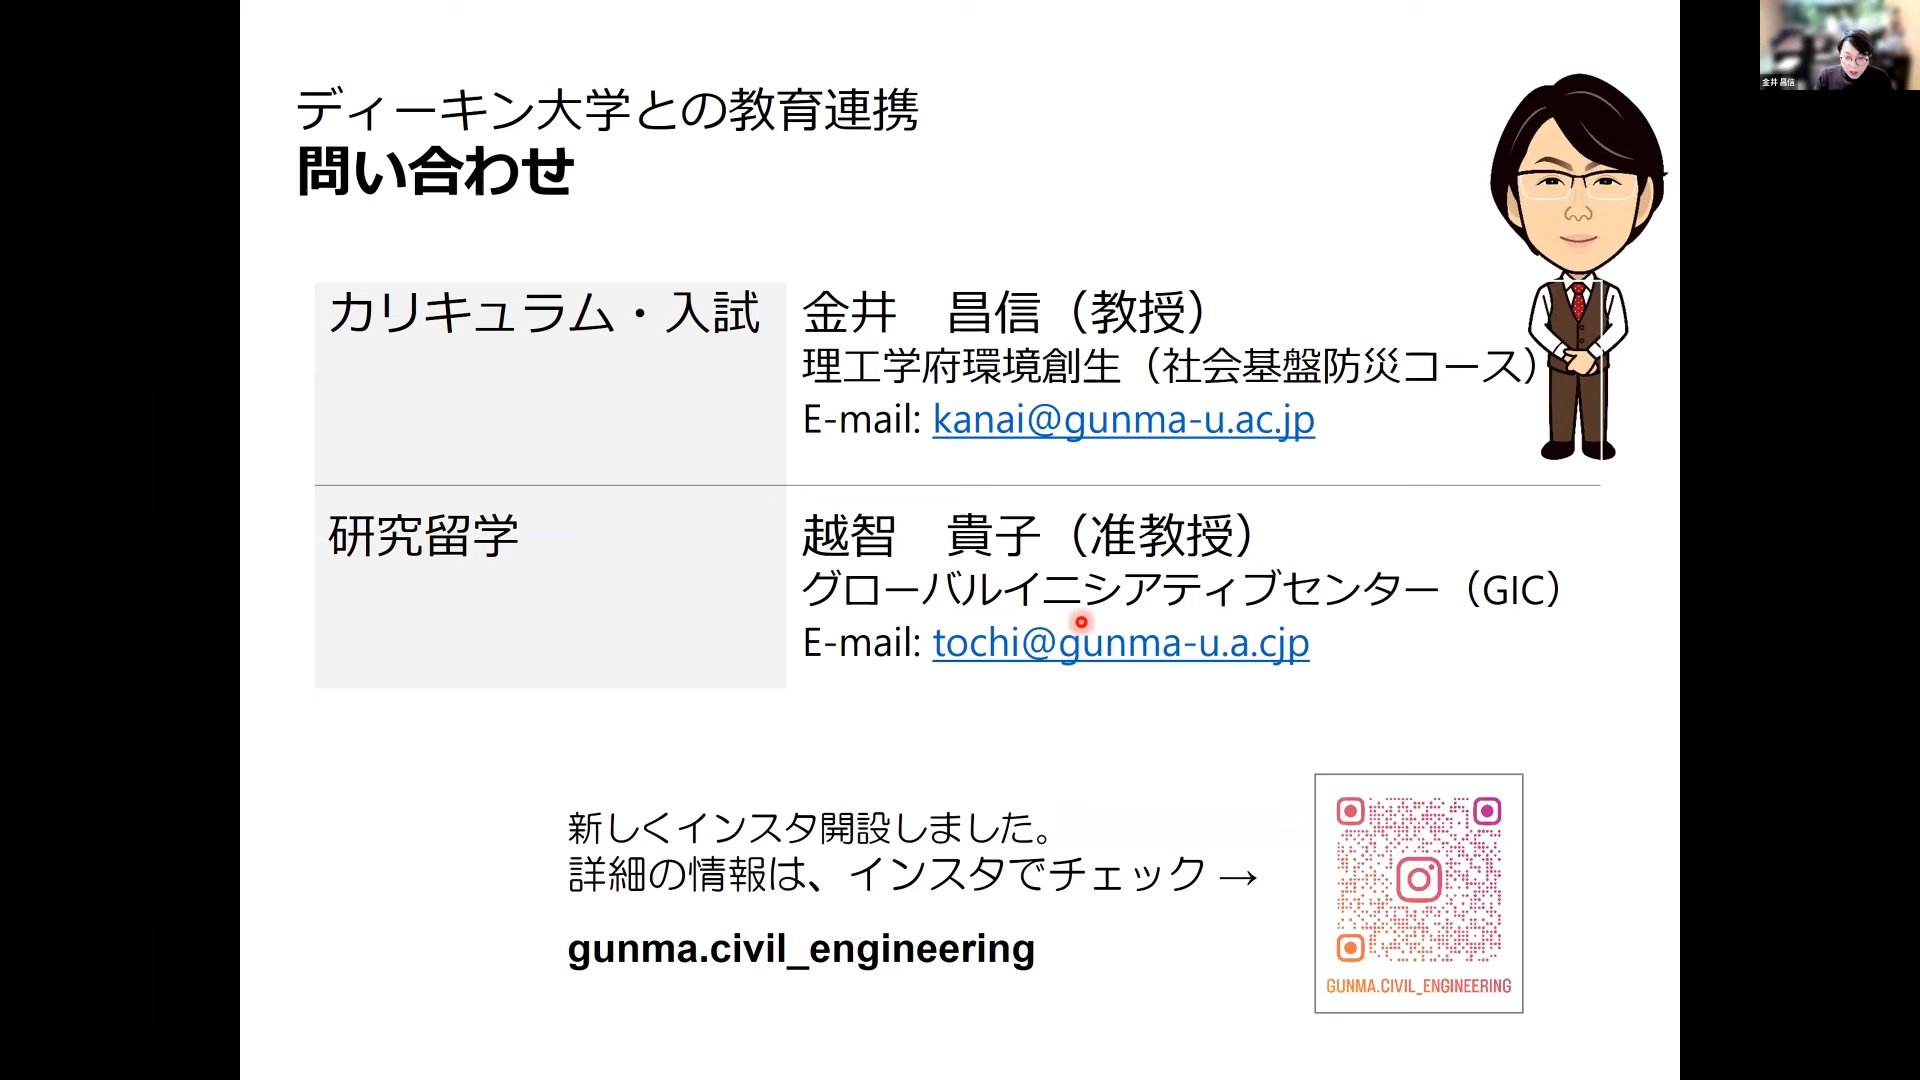 ディーキン大学との教育連携
問い合わせ
カリキュラム・入試
金井　昌信（教授）
理工学府環境創生（社会基盤防災コース）
E-mail: kanai@gunma-u.ac.jp
研究留学
越智　貴子（准教授）
グローバルイニシアティブセンター（GIC）
E-mail: tochi@gunma-u.a.cjp
新しくインスタ開設しました。
詳細の情報は、インスタでチェック →
gunma.civil_engineering
GUNMA.CIVIL_ENGINEERING
金井 昌信